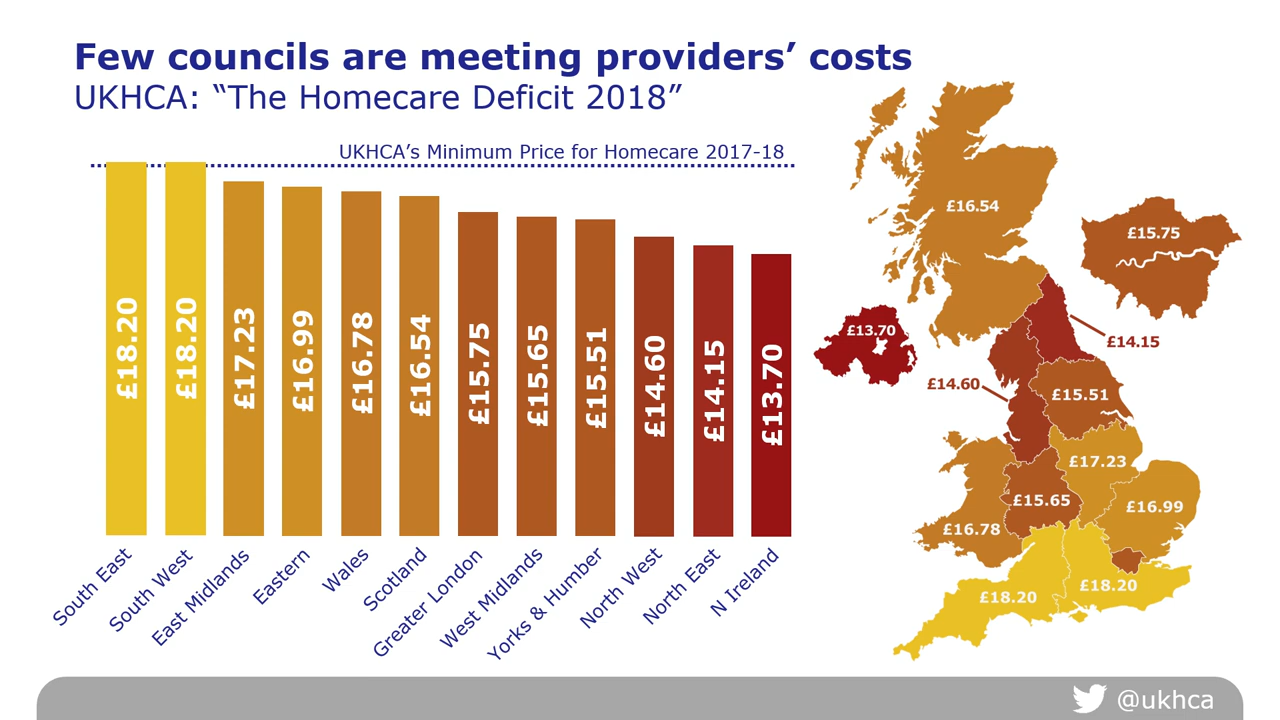 Few councils are meeting providers’ costs
UKHCA: “The Homecare Deficit 2018”
UKHCA’s Minimum Price for Homecare 2017-18
£18.20
£18.20
£17.23
£16.99
£16.78
£16.54
£15.75
£15.65
£15.51
£14.60
£14.15
£13.70
South East
South West
East Midlands
Eastern
Wales
Scotland
Greater London
West Midlands
Yorks & Humber
North West
North East
N Ireland
£16.54
£15.75
£13.70
£14.15
£14.60
£15.51
£17.23
£15.65
£16.99
£16.78
£18.20
£18.20
@ukhca